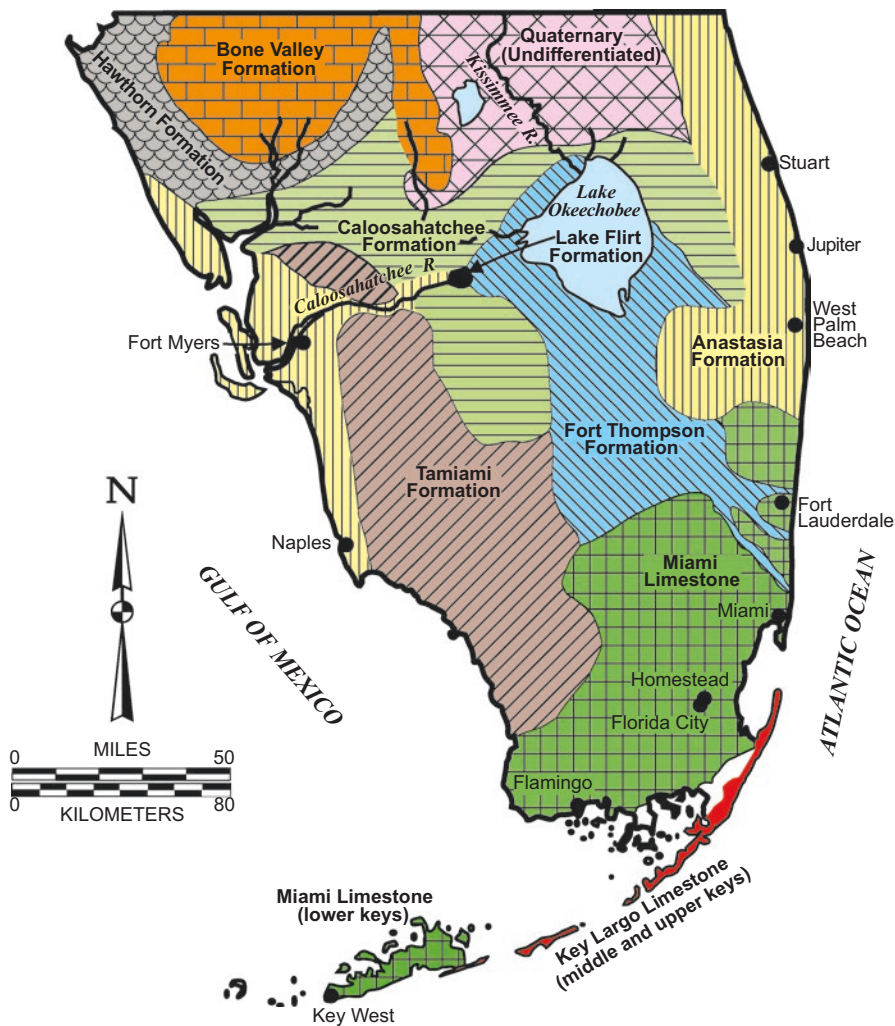 Bone Valley
Formation
Quaternary
(Undifferentiated)
Hawthorn Formation
Kissimmee R.
Stuart
Lake
Okeechobee
Caloosahatchee
Formation
Lake Flirt
Formation
Jupiter
Caloosahatchee R
West
Palm
Beach
Fort Myers
Anastasia
Formation
Fort Thompson
Formation
Tamiami
Formation
N
Fort
Lauderdale
Naples
Miami
Limestone
GULF OF MEXICO
Miami
ATLANTIC OCEAN
Homestead
Florida City
MILES
0 50
0 80
KILOMETERS
Flamingo
Miami Limestone
(lower keys)
Key Largo Limestone
(middle and upper keys)
Key West